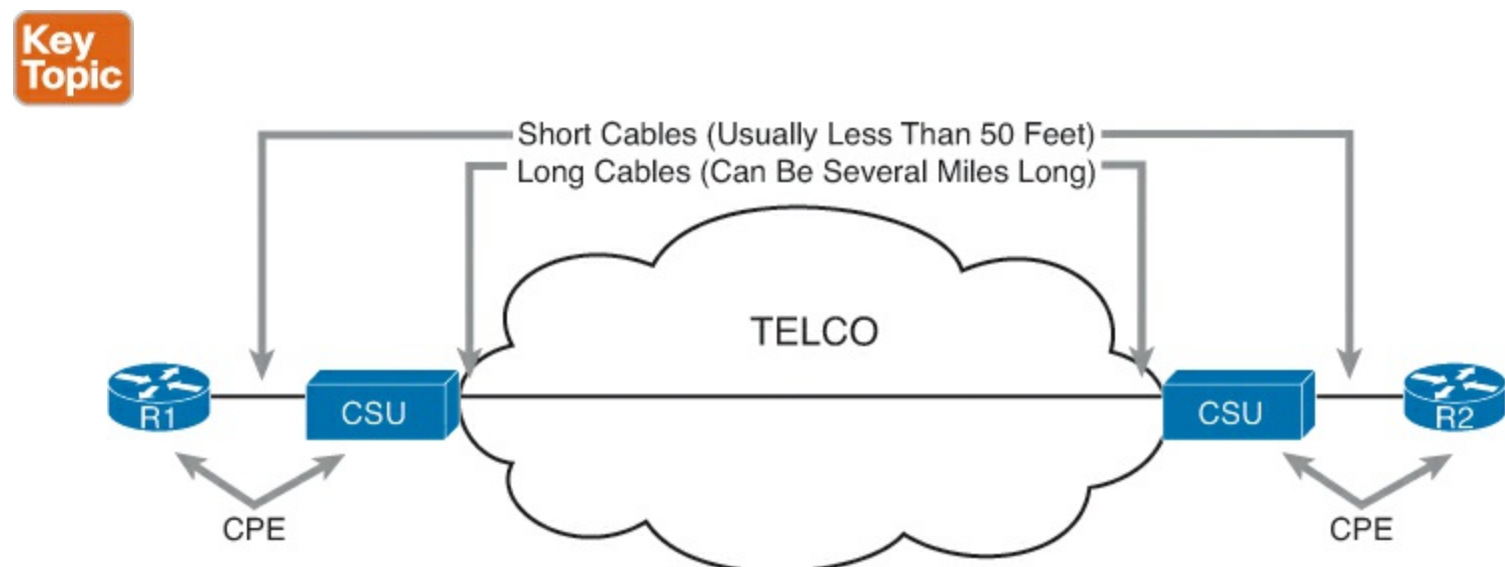 Key
Topic
Short Cables (Usually Less Than 50 Feet)
Long Cables (Can Be Several Miles Long)
TELCO
R1
CSU
CSU
R2
CPE
CPE